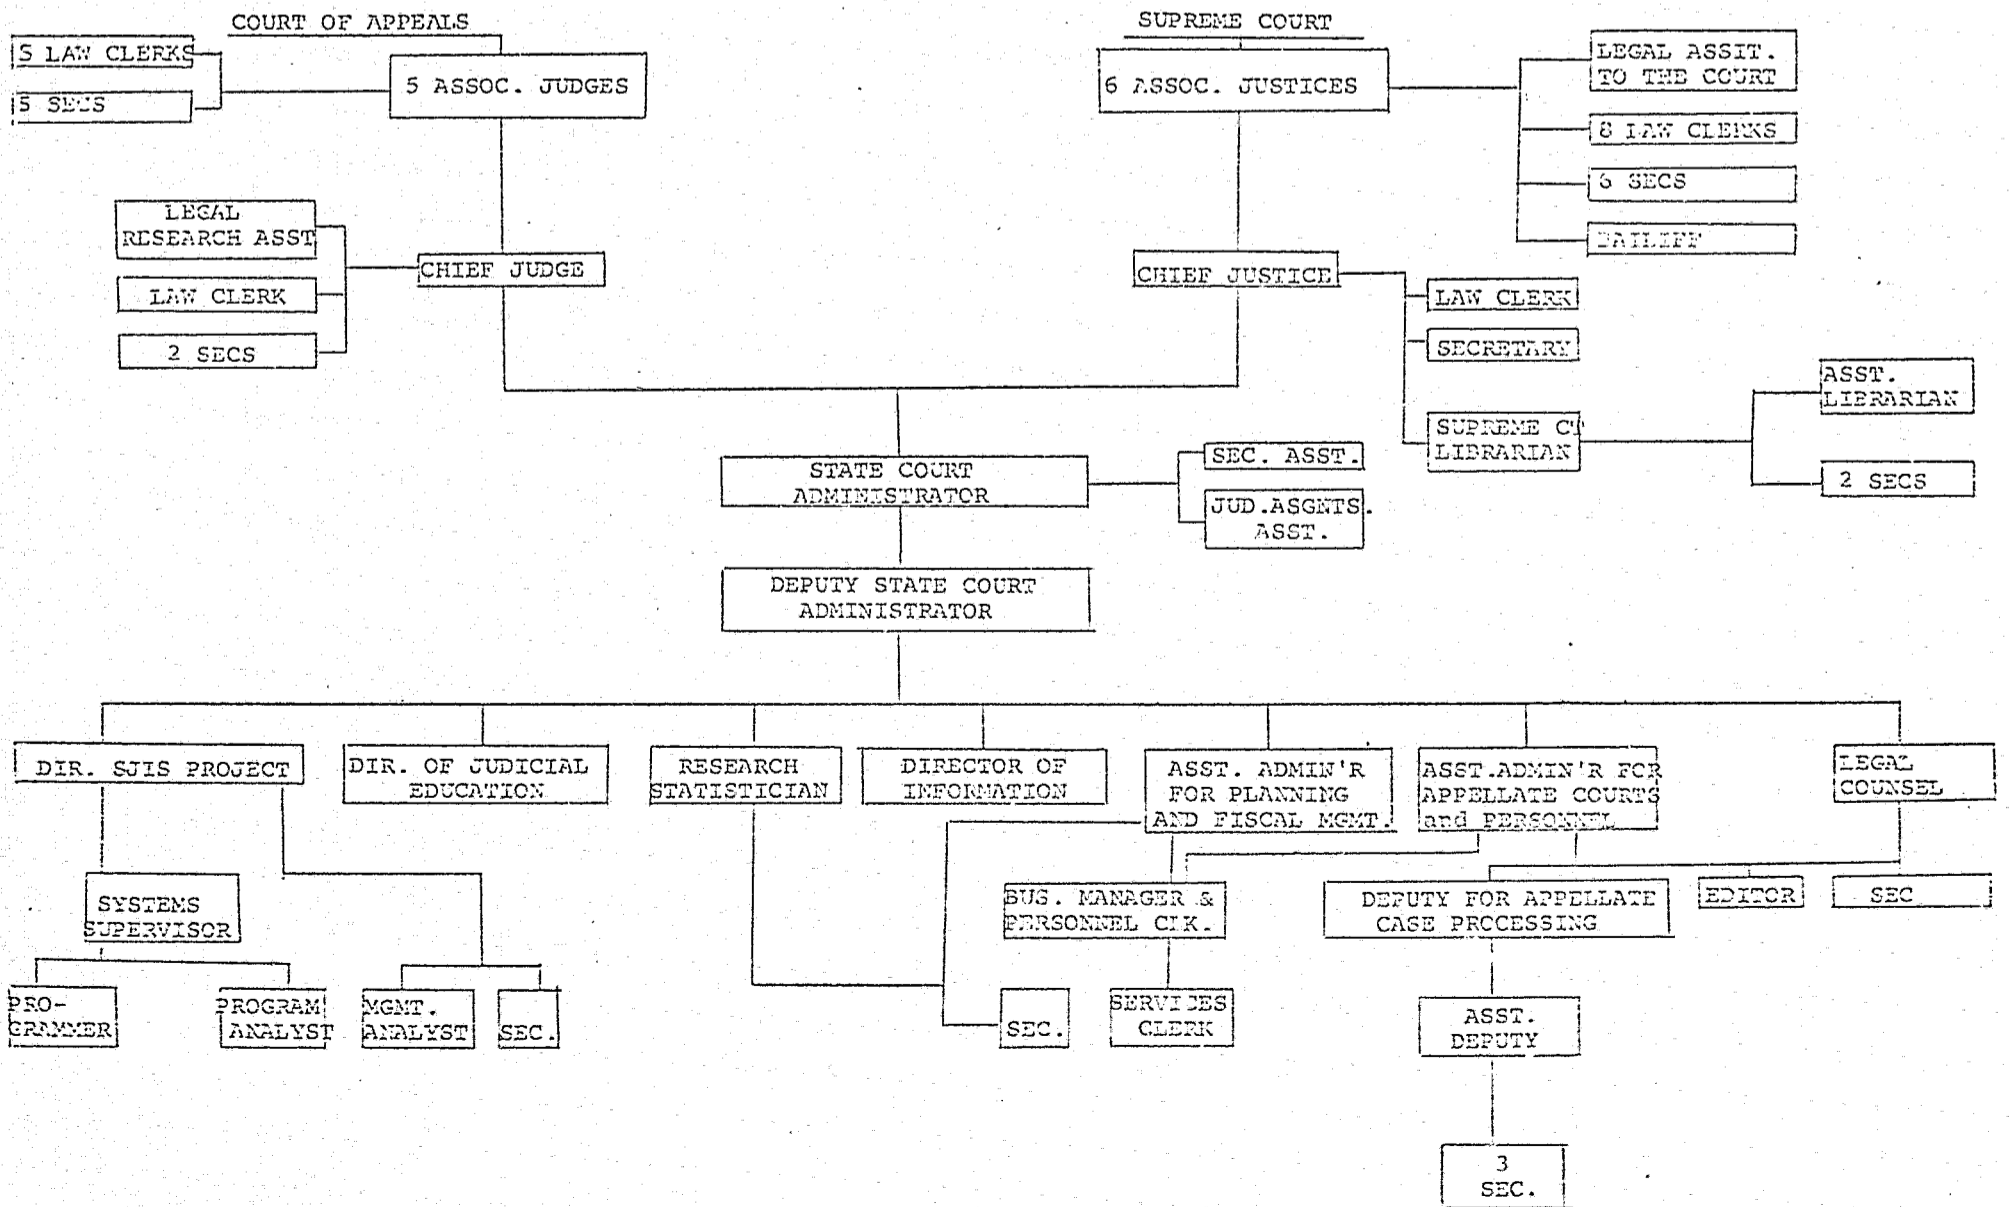 COURT OF APPEALS
5 LAW CLERKS
5 SECS
5 ASSOC. JUDGES
LEGAL
RESEARCH ASST
LAW CLERK
2 SECS
CHIEF JUDGE
SUPREME COURT
6 ASSOC. JUSTICES
LEGAL ASSIT.
TO THE COURT
8 LAW CLERKS
6 SECS
BAILIFF
CHIEF JUSTICE
LAW CLERK
SECRETARY
SUPREME CT
LIBRARIAN
ASST.
LIBRARIAN
2 SECS
STATE COURT
ADMINISTRATOR
SEC. ASST.
JUD.ASGNTS.
ASST.
DEPUTY STATE COURT
ADMINISTRATOR
DIR. SJIS PROJECT
DIR. OF JUDICIAL
EDUCATION
RESEARCH
STATISTICIAN
DIRECTOR OF
INFORMATION
ASST. ADMIN'R
FOR PLANNING
AND FISCAL MGMT.
ASST.ADMIN'R FOR
APPELLATE COURTS
and PERSONNEL
LEGAL
COUNSEL
SYSTEMS
SUPERVISOR
BUS. MANAGER &
PERSONNEL CLK.
DEPUTY FOR APPELLATE
CASE PROCESSING
EDITOR
SEC
PRO-
GRAMMER
PROGRAM
ANALYST
MGMT.
ANALYST
SEC.
SEC.
SERVICES
CLERK
ASST.
DEPUTY
3
SEC.